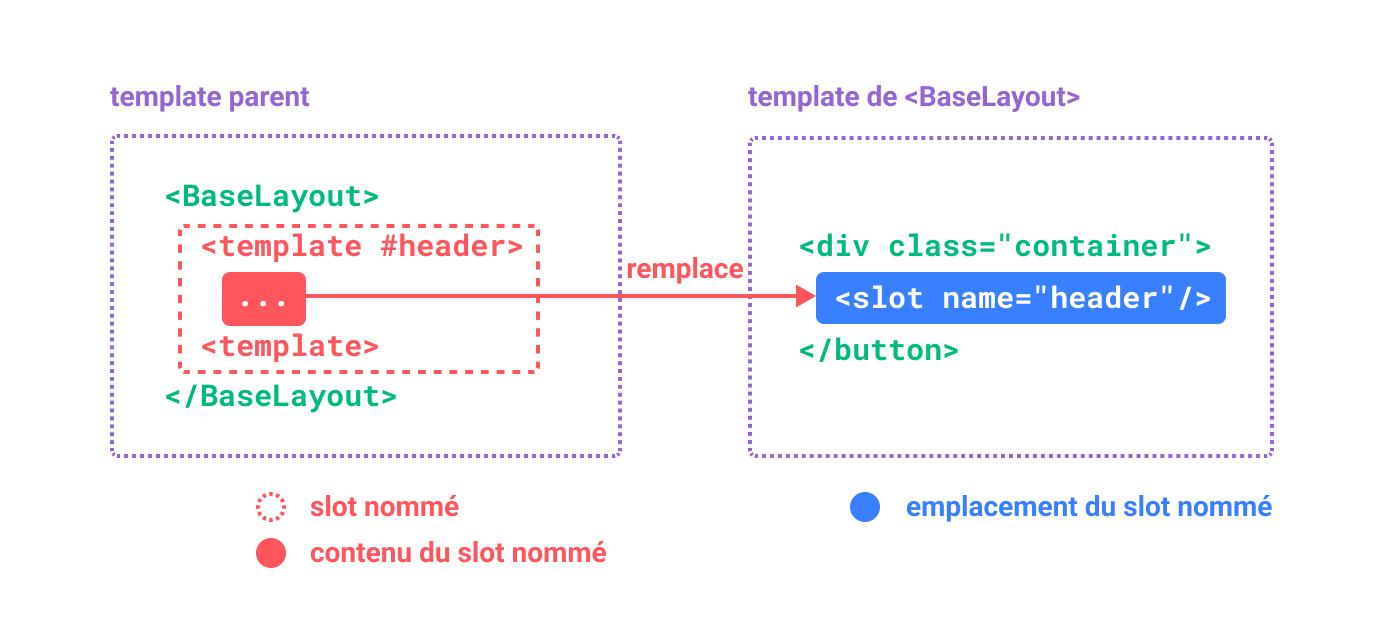 template parent
<BaseLayout>
<template #header>
...
<template>
</BaseLayout>
slot nommé
contenu du slot nommé
remplace
template de <BaseLayout>
<div class="container">
<slot name="header"/>
</button>
emplacement du slot nommé